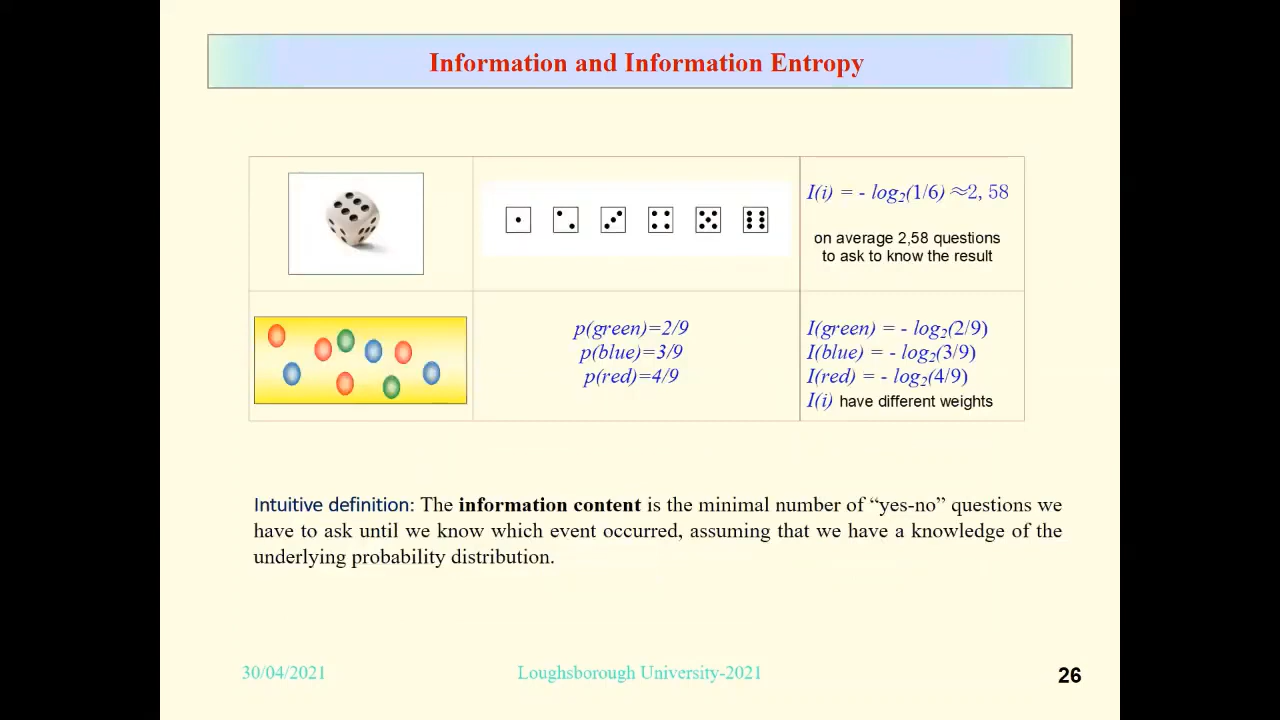 Information and Information Entropy
I(i) = - log₂(1/6) ≈2, 58
on average 2,58 questions
to ask to know the result
p(green)=2/9
p(blue)=3/9
p(red)=4/9
I(green) = - log₂(2/9)
I(blue) = - log₂(3/9)
I(red) = - log₂(4/9)
I(i) have different weights
Intuitive definition: The information content is the minimal number of “yes-no” questions we
have to ask until we know which event occurred, assuming that we have a knowledge of the
underlying probability distribution.
30/04/2021
Loughsborough University-2021
26